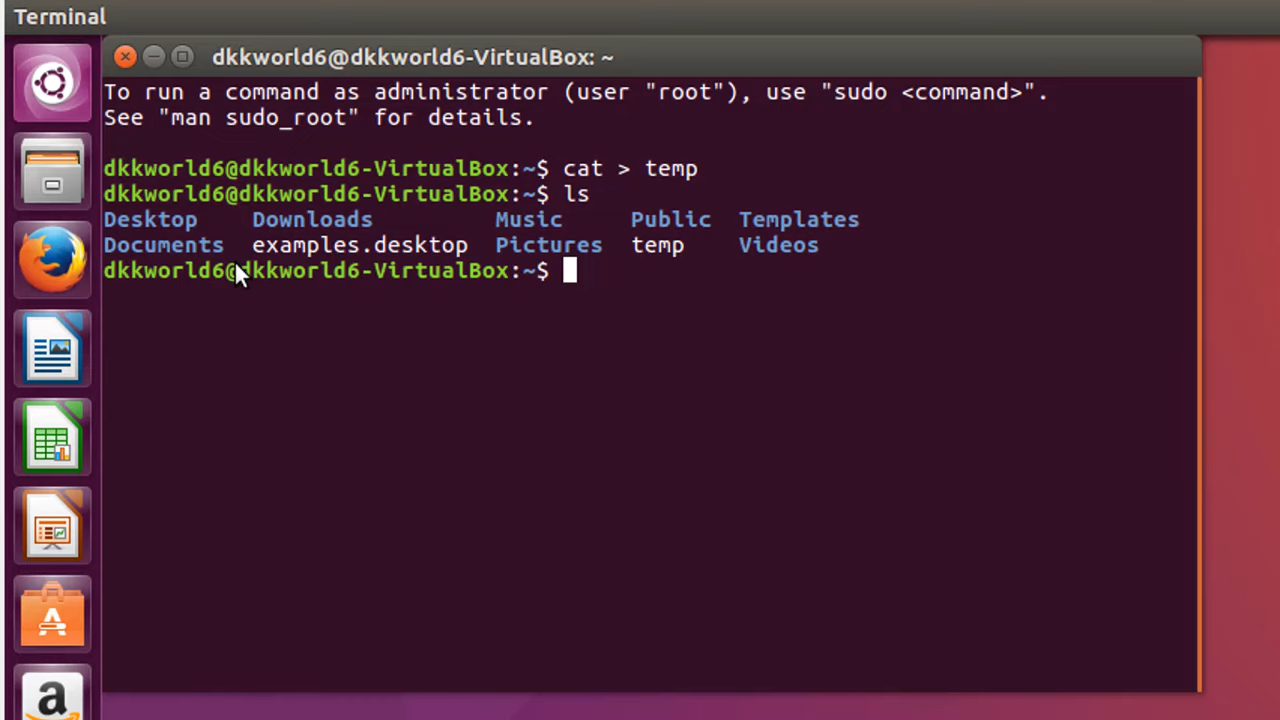 Terminal
dkkworld6@dkkworld6-VirtualBox: ~
To run a command as administrator (user "root"), use "sudo <command>".
See "man sudo_root" for details.
dkkworld6@dkkworld6-VirtualBox:~$ cat > temp
dkkworld6@dkkworld6-VirtualBox:~$ ls
Desktop Downloads Music Public Templates
Documents examples.desktop Pictures temp Videos
dkkworld6@dkkworld6-VirtualBox:~$
A
a